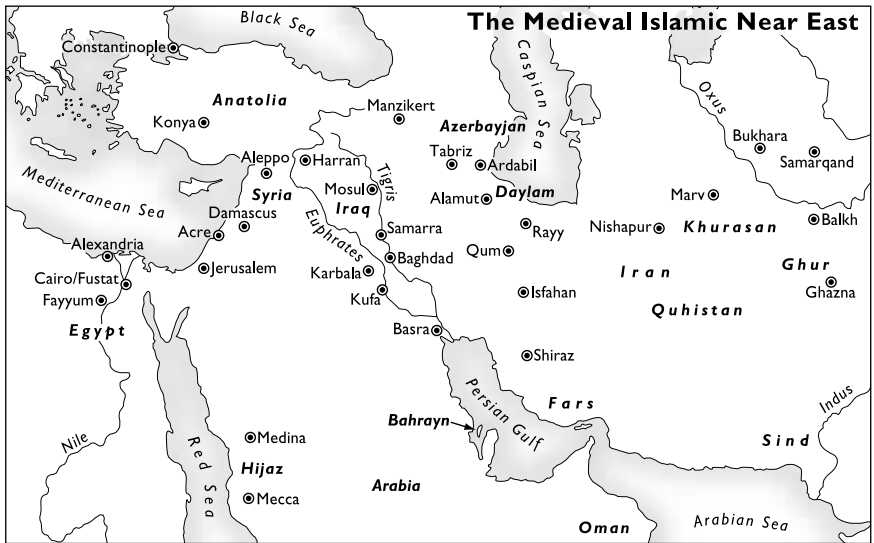 The Medieval Islamic Near East
Black Sea
Constantinople
Caspian Sea
Oxus
Anatolia
Manzikert
Konya
Azerbayjan
Bukhara
Samarqand
Aleppo
Harran
Tabriz
Ardabil
Mediterranean Sea
Tigris
Syria
Mosul
Iraq
Alamut
Daylam
Marv
Damascus
Euphrates
Acre
Samarra
Rayy
Nishapur
Khurasan
Balkh
Alexandria
Baghdad
Qum
Jerusalem
Karbala
Iran
Ghur
Cairo/Fustat
Fayyum
Kufa
Isfahan
Ghazna
Quhistan
Egypt
Basra
Shiraz
Persian Gulf
Fars
Indus
Bahrayn
Nile
Red Sea
Medina
Sind
Hijaz
Arabia
Mecca
Oman
Arabian Sea